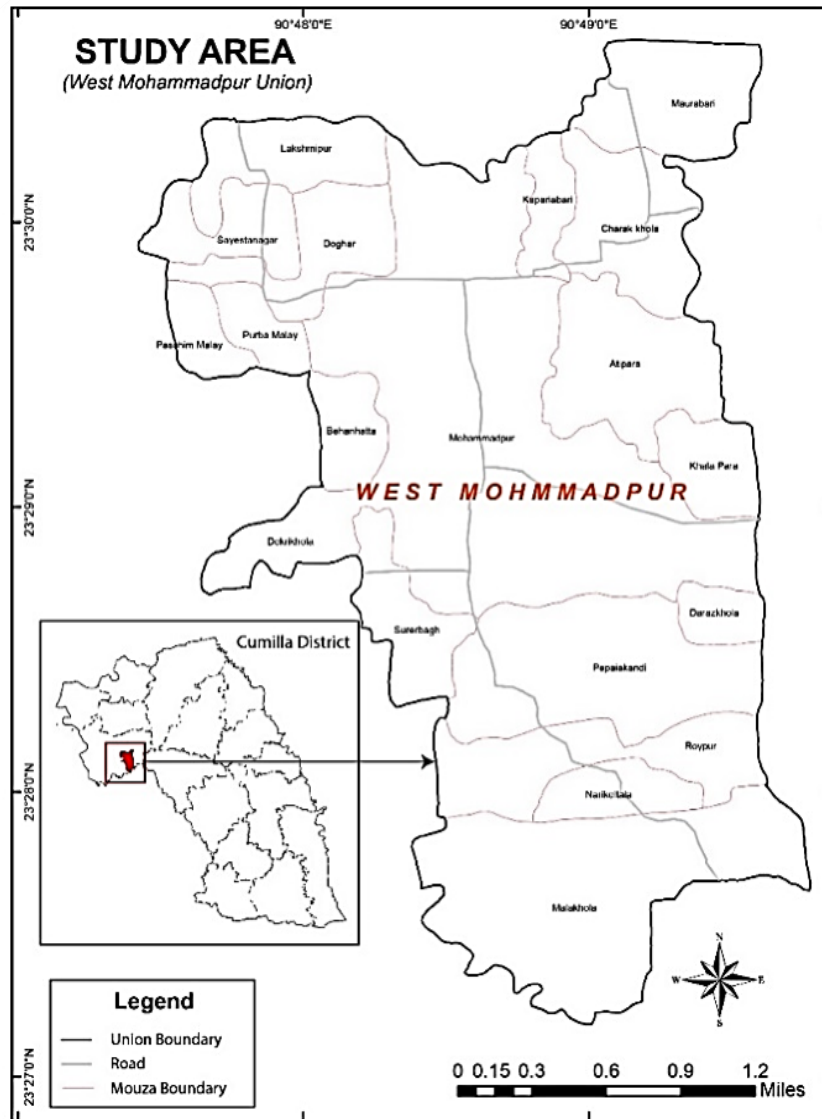 90°48'0"E
90°49'0"E
STUDY AREA
(West Mohammadpur Union)
Maurabari
Lakshmipur
Kapariabari
23°30'0"N
Sayestanagar
Doghar
Charak khola
Paschim Malay
Purba Malay
Atipara
Behanhatta
Mohammadpur
Khala Para
WEST MOHMMADPUR
23°29'0"N
Dokrikhola
Darazkhola
Surerbagh
Cumilla District
Papaiakandi
Roypur
23°28'0"N
Narikoltala
Malakhola
N
W
E
S
Legend
Union Boundary
Road
Mouza Boundary
23°27'0"N
0 0.15 0.3 0.6 0.9 1.2
Miles